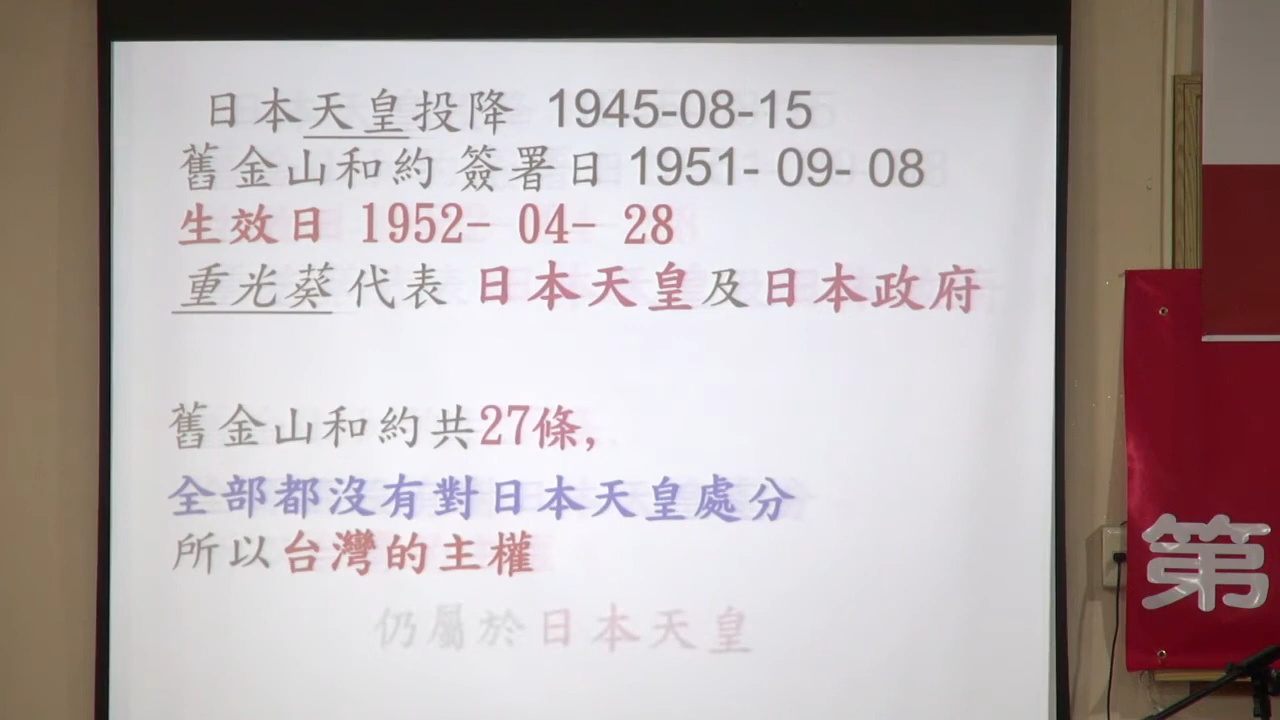 日本天皇投降 1945-08-15
舊金山和約 簽署日 1951- 09- 08
生效日 1952- 04- 28
重光葵代表 日本天皇及日本政府
舊金山和約共27條,
全部都沒有對日本天皇處分
所以台灣的主權
仍屬於日本天皇
第